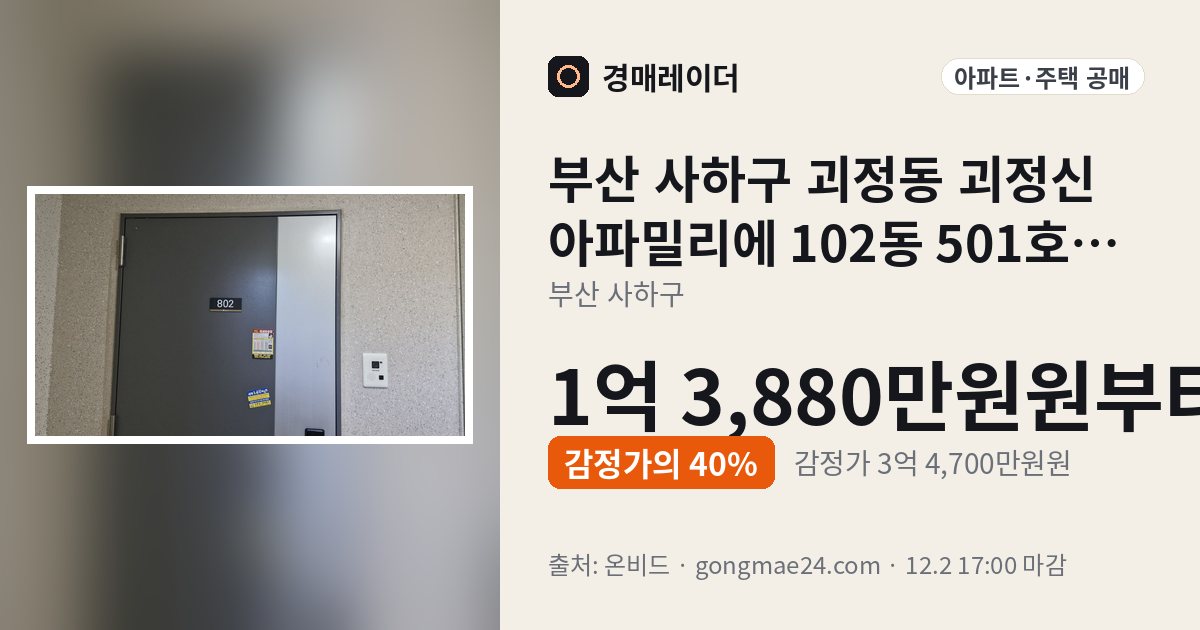 경매레이더
아파트·주택 공매
부산 사하구 괴정동 괴정신
아파밀리에 102동 501호…
부산 사하구
1억 3,880만원원부터
감정가의 40%
감정가 3억 4,700만원원
출처: 온비드 · gongmae24.com · 12.2 17:00 마감
802